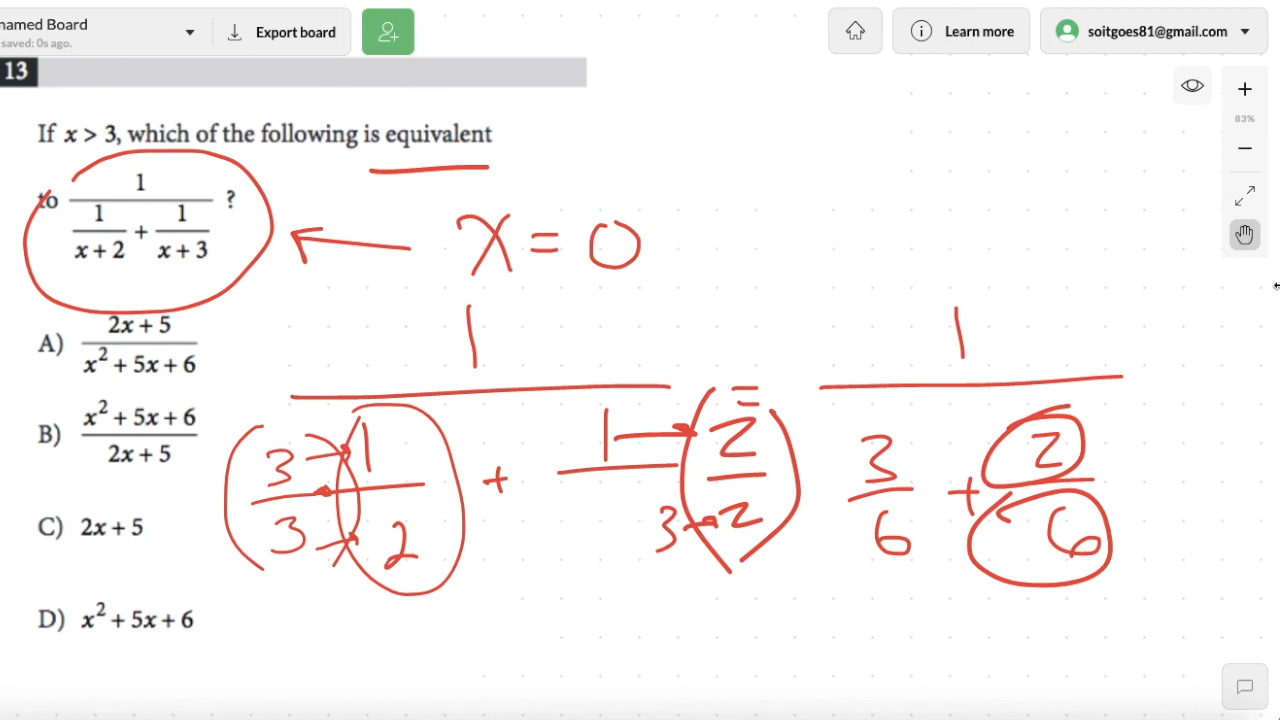 named Board
saved: 0s ago.
Export board
Learn more
soitgoes81@gmail.com
83%
13
If x > 3, which of the following is equivalent
to 1 / (1/(x + 2) + 1/(x + 3)) ?
x = 0
A) (2x + 5)/(x² + 5x + 6)
B) (x² + 5x + 6)/(2x + 5)
C) 2x + 5
D) x² + 5x + 6
1
3/3 1/2 + 1/3 2/2
=
1
3/6 + 2/6